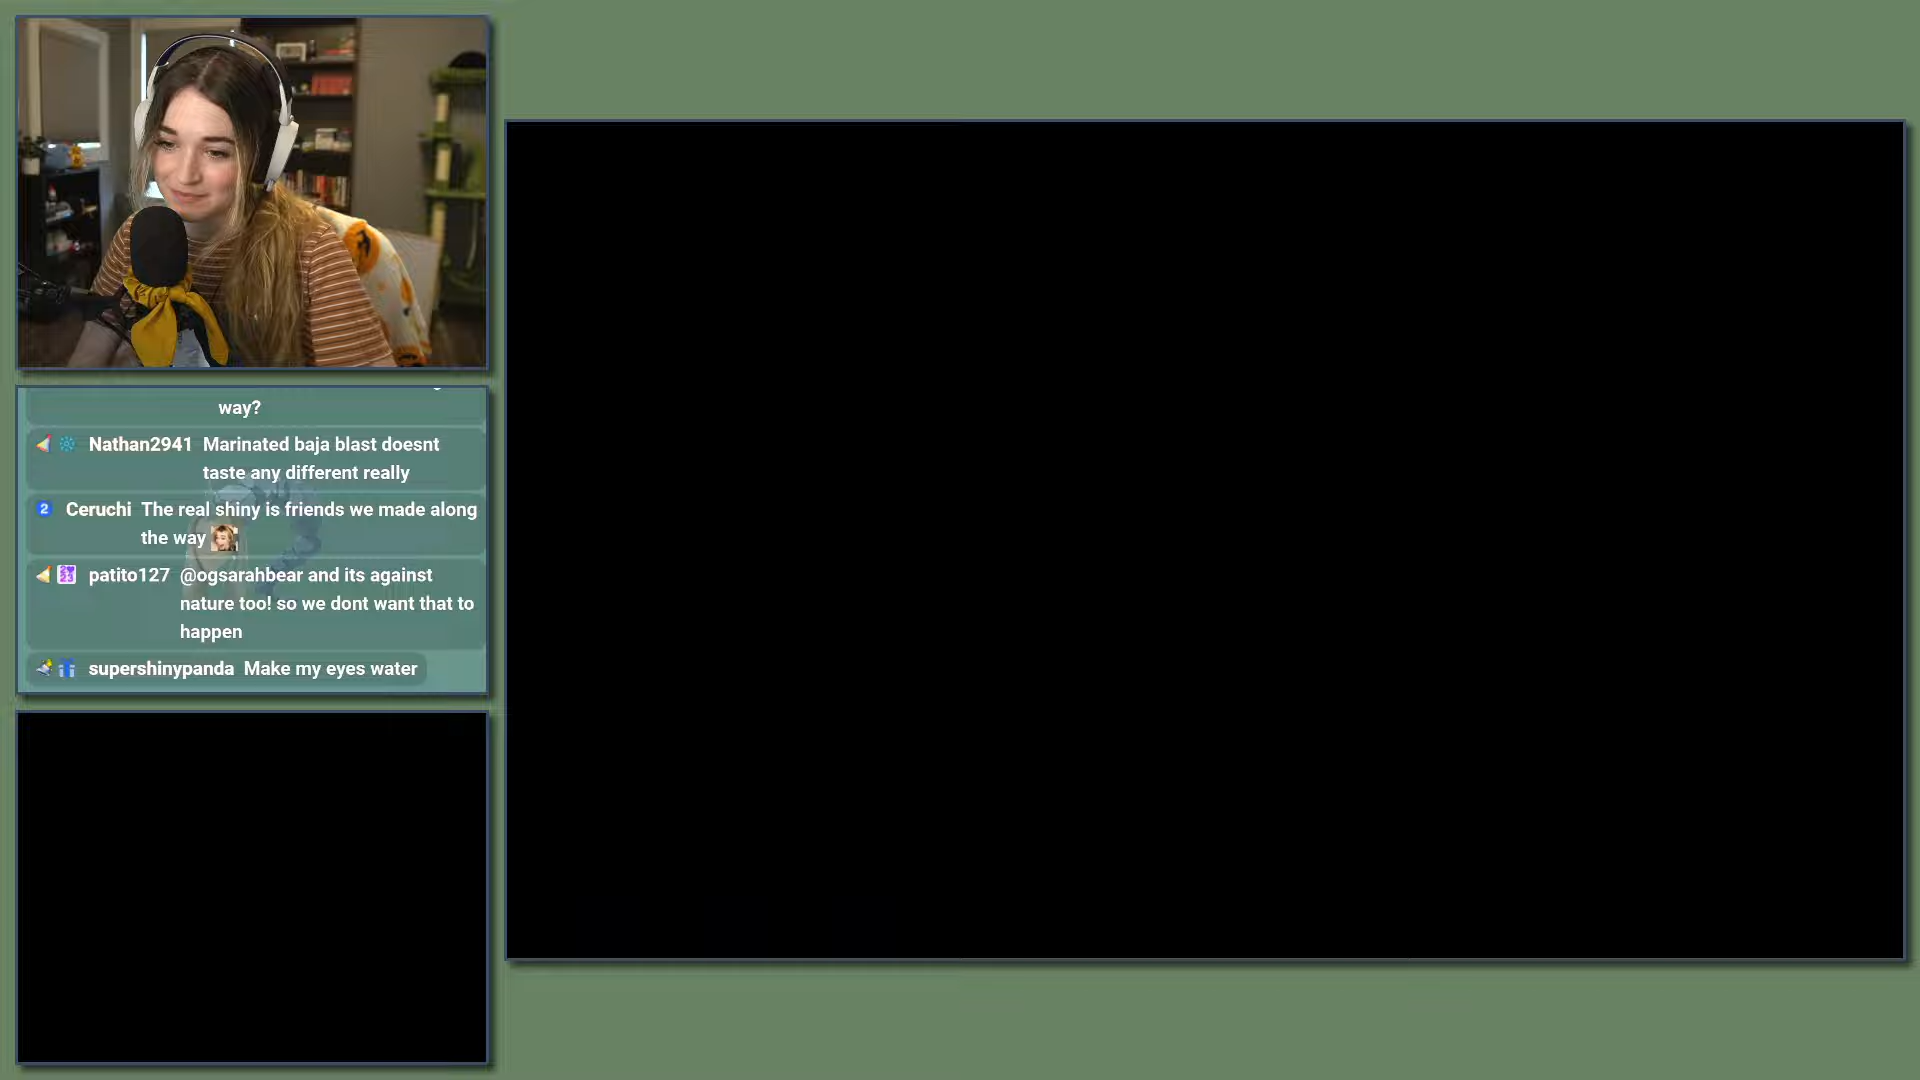 way?
Nathan2941 Marinated baja blast doesnt
taste any different really
2 Ceruchi The real shiny is friends we made along
the way
patito127 @ogsarahbear and its against
nature too! so we dont want that to
happen
supershinypanda Make my eyes water